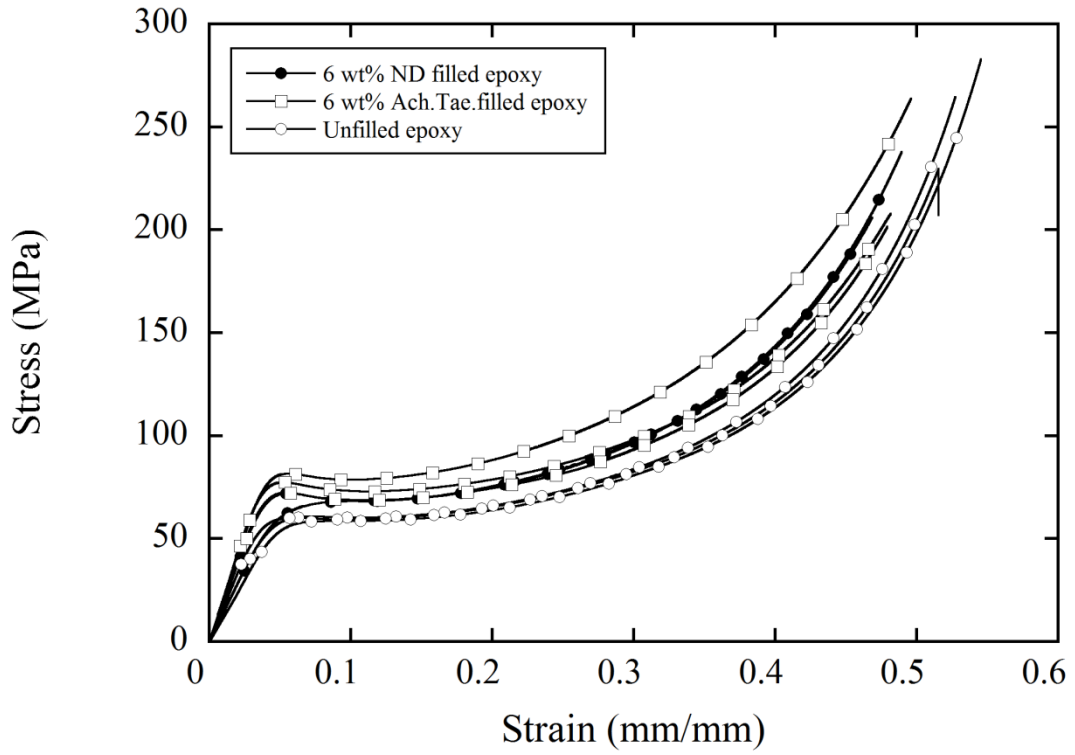 300
250
200
150
100
50
0
Stress (MPa)
6 wt% ND filled epoxy
6 wt% Ach.Tae.filled epoxy
Unfilled epoxy
0 0.1 0.2 0.3 0.4 0.5 0.6
Strain (mm/mm)